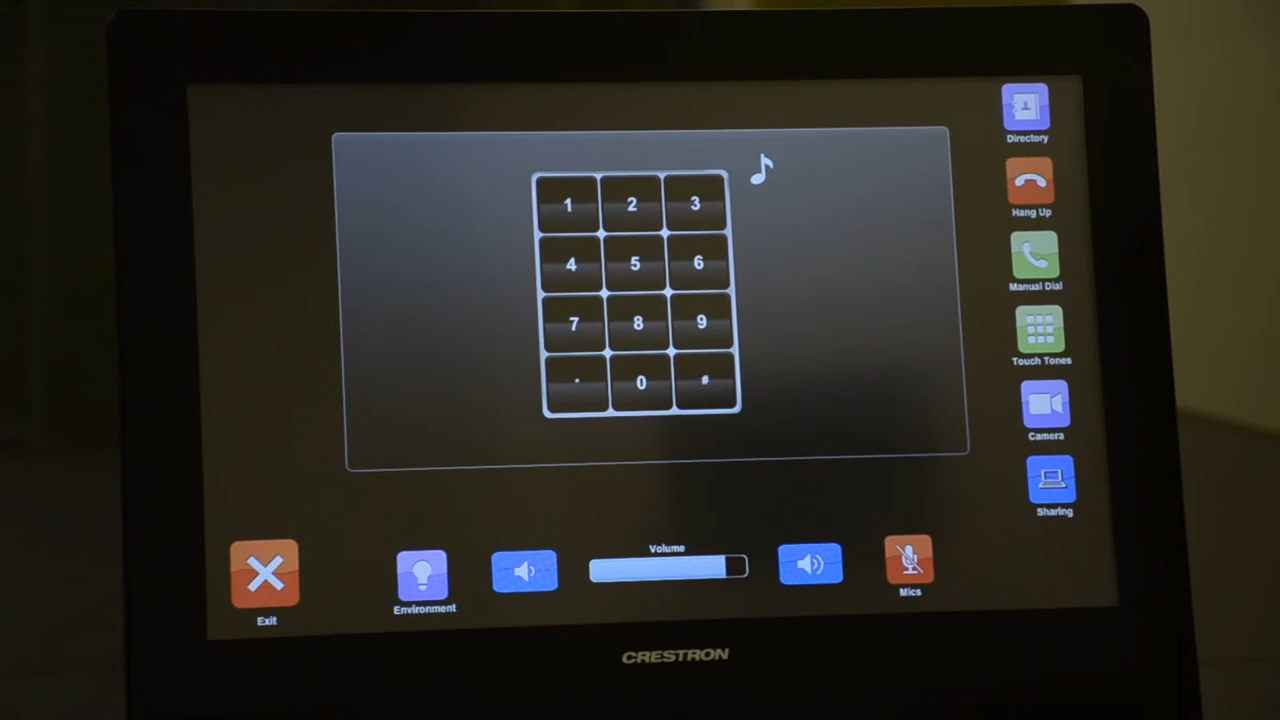 Directory
1 2 3
Hang Up
4 5 6
Manual Dial
7 8 9
Touch Tones
* 0 #
Camera
Sharing
Volume
Exit
Environment
Mics
CRESTRON